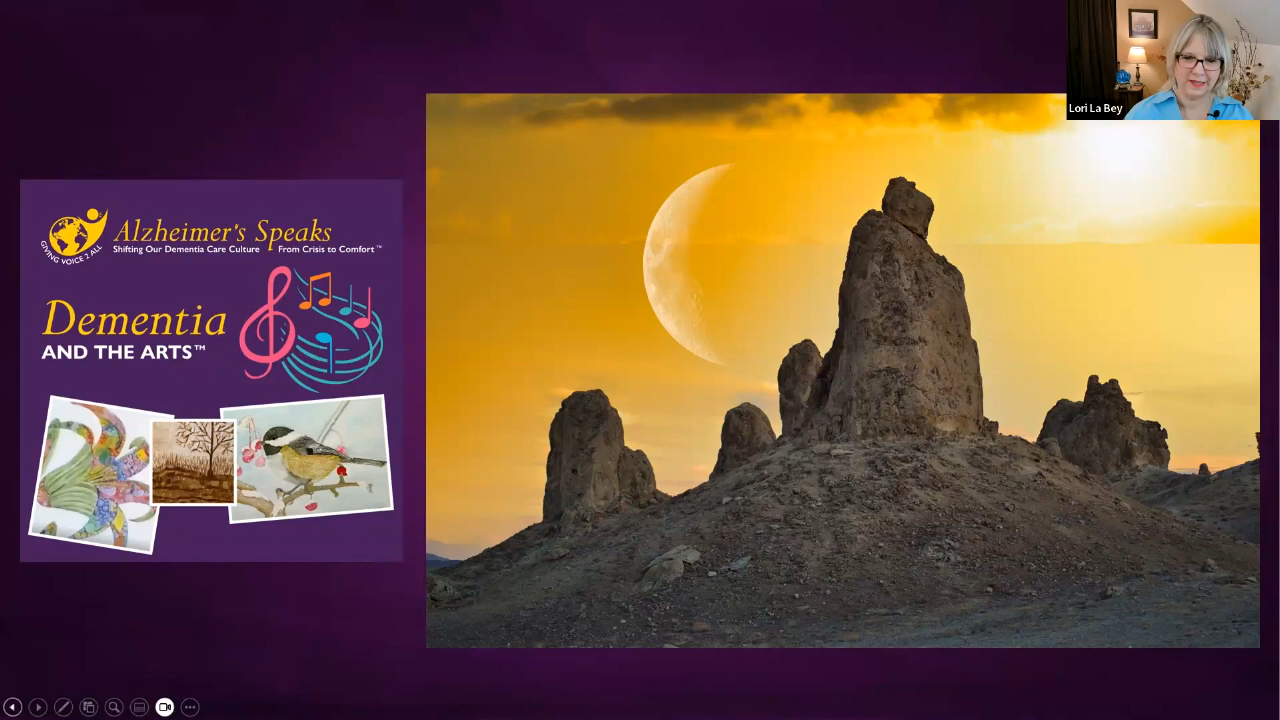 Lori La Bey
Alzheimer's Speaks
Shifting Our Dementia Care Culture From Crisis to Comfort™
GIVING VOICE 2 ALL
Dementia
AND THE ARTS™